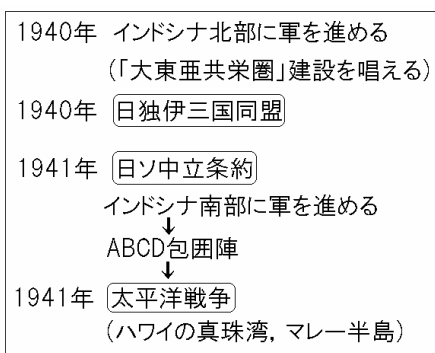 1940年 インドシナ北部に軍を進める
(「大東亜共栄圏」建設を唱える)
1940年 日独伊三国同盟
1941年 日ソ中立条約
インドシナ南部に軍を進める
↓
ABCD包囲陣
↓
1941年 太平洋戦争
(ハワイの真珠湾, マレー半島)